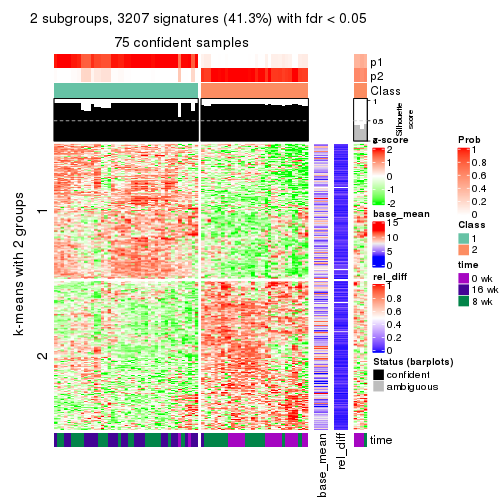 2 subgroups, 3207 signatures (41.3%) with fdr < 0.05
75 confident samples
p1
p2
Class
1
0.5
0
Silhouette
score
k-means with 2 groups
1
2
z-score
2
1
0
-1
-2
base_mean
15
10
5
0
rel_diff
1
0.8
0.6
0.4
0.2
0
Status (barplots)
confident
ambiguous
Prob
1
0.8
0.6
0.4
0.2
0
Class
1
2
time
0 wk
16 wk
8 wk
time
base_mean
rel_diff